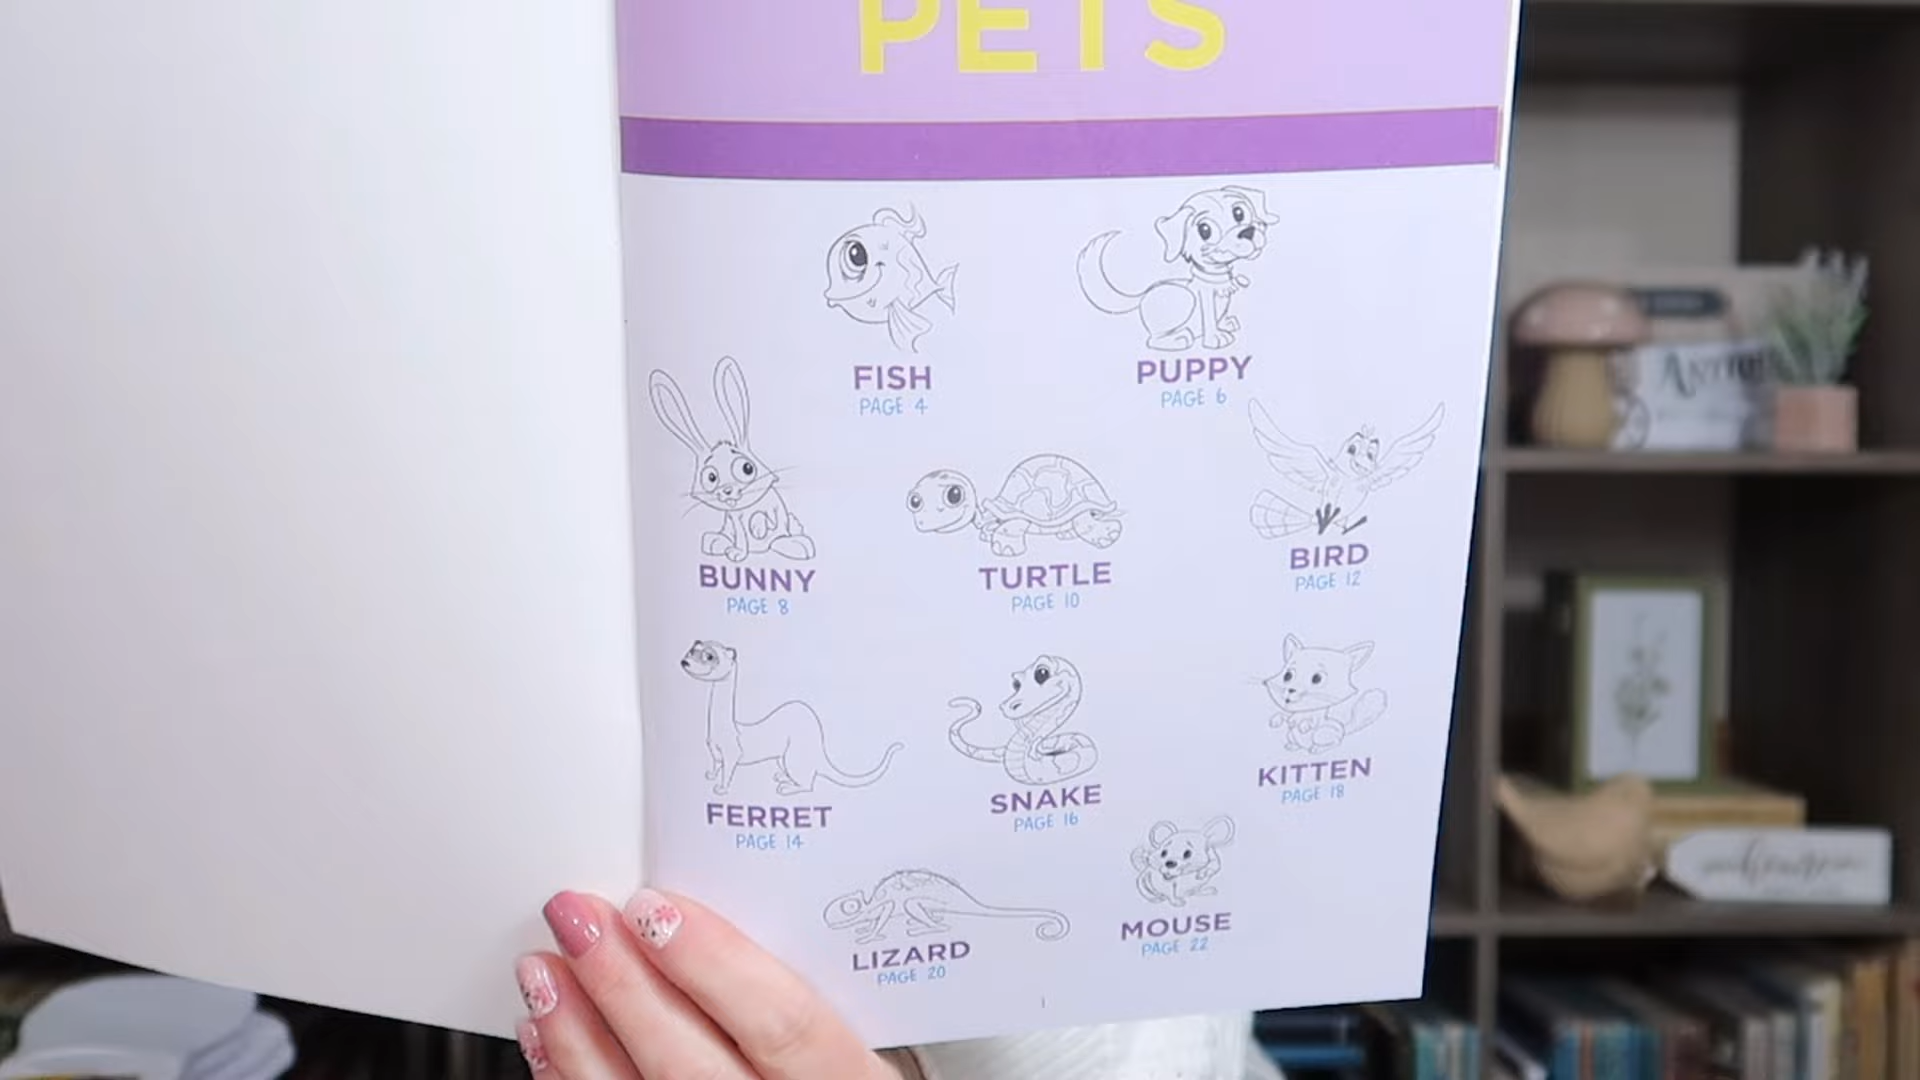 PETS
FISH
PAGE 4
PUPPY
PAGE 6
BUNNY
PAGE 8
TURTLE
PAGE 10
BIRD
PAGE 12
FERRET
PAGE 14
SNAKE
PAGE 16
KITTEN
PAGE 18
LIZARD
PAGE 20
MOUSE
PAGE 22
1